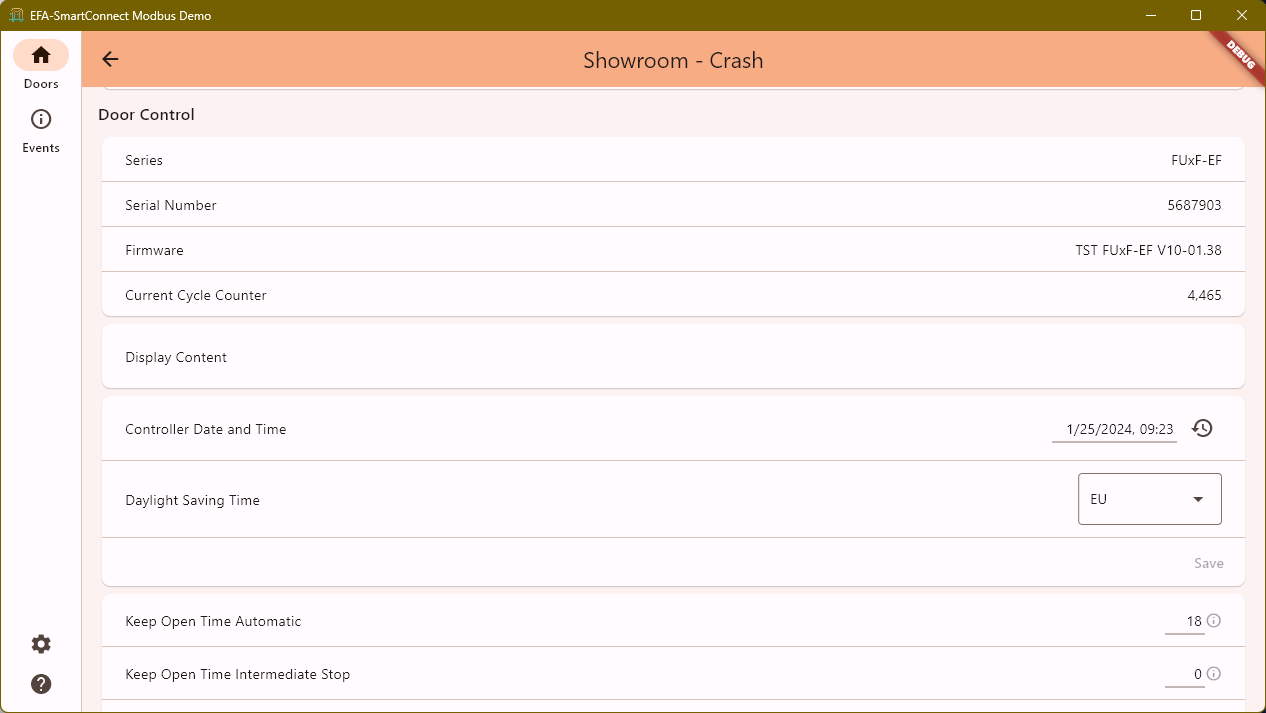 EFA-SmartConnect Modbus Demo
Doors
Events
Showroom - Crash
DEBUG
Door Control
Series FUxF-EF
Serial Number 5687903
Firmware TST FUxF-EF V10-01.38
Current Cycle Counter 4,465
Display Content
Controller Date and Time 1/25/2024, 09:23
Daylight Saving Time EU
Save
Keep Open Time Automatic 18
Keep Open Time Intermediate Stop 0